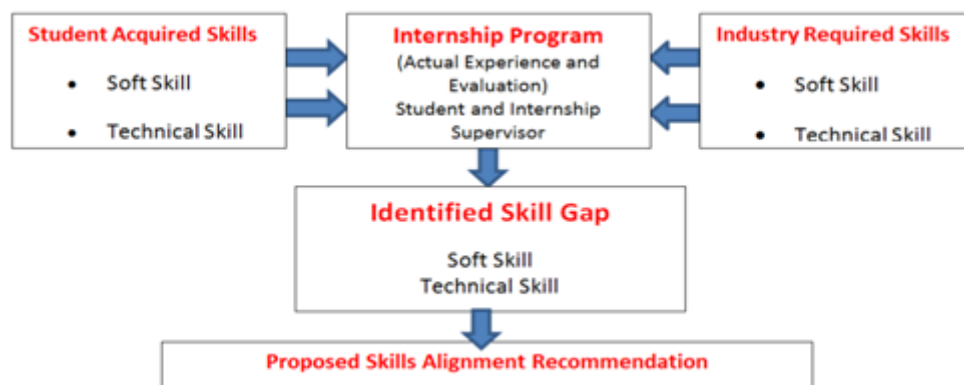 Student Acquired Skills
• Soft Skill
• Technical Skill
Internship Program
(Actual Experience and
Evaluation)
Student and Internship
Supervisor
Industry Required Skills
• Soft Skill
• Technical Skill
Identified Skill Gap
Soft Skill
Technical Skill
Proposed Skills Alignment Recommendation